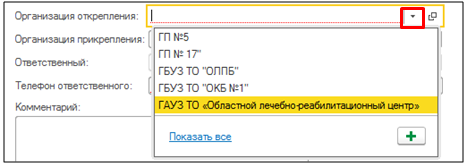 Организация открепления:
ГП №5
Организация прикрепления:
ГП № 17"
Ответственный:
ГБУЗ ТО "ОЛПБ"
Телефон ответственного:
ГБУЗ ТО "ОКБ №1"
Комментарий:
ГАУЗ ТО «Областной лечебно-реабилитационный центр»
Показать все